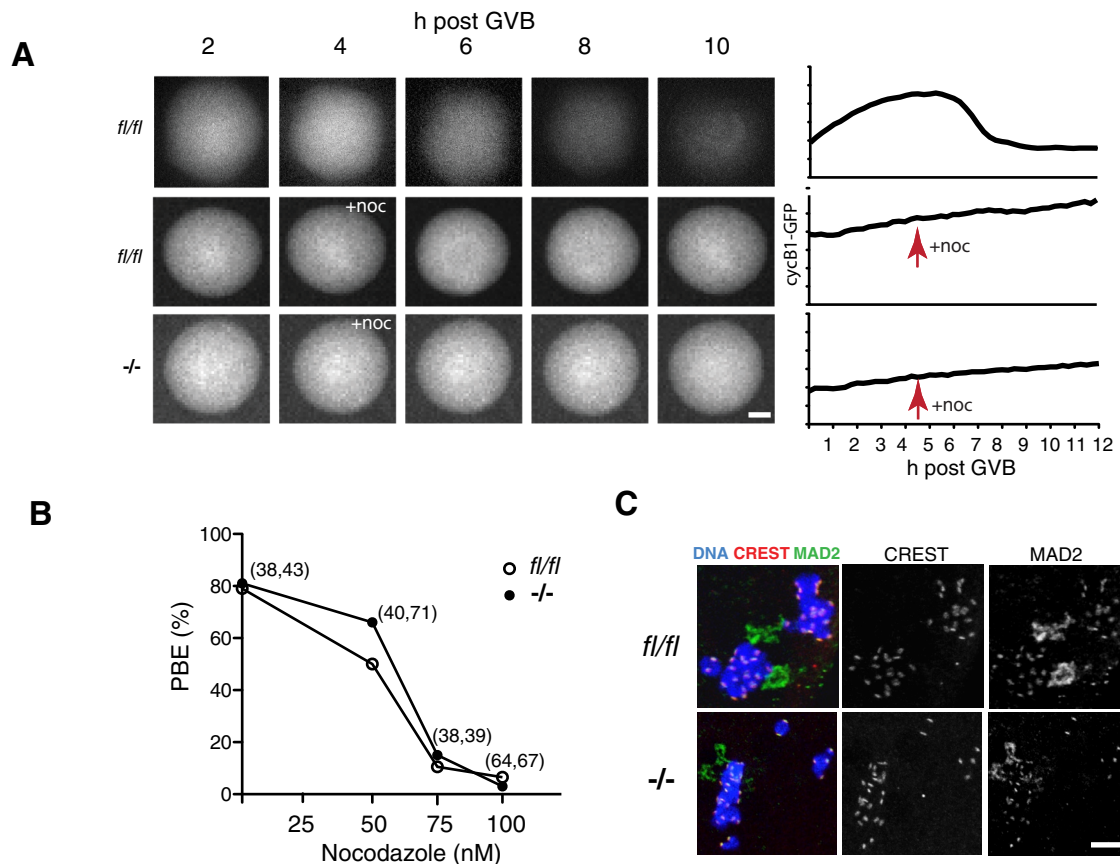 A
h post GVB
2 4 6 8 10
fl/fl
+noc
fl/fl
+noc
-/-
cycB1-GFP
+noc
+noc
0 1 2 3 4 5 6 7 8 9 10 11 12
h post GVB
B
100
80
60
40
20
0
PBE (%)
(38,43)
(40,71)
(38,39)
(64,67)
fl/fl
-/-
25 50 75 100
Nocodazole (nM)
C
DNA CREST MAD2 CREST MAD2
fl/fl
-/-